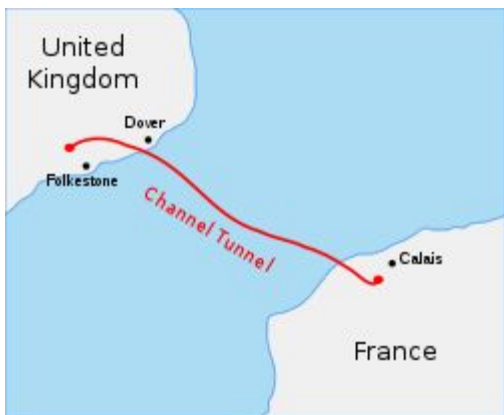 United
Kingdom
Dover
Folkestone
Channel Tunnel
Calais
France